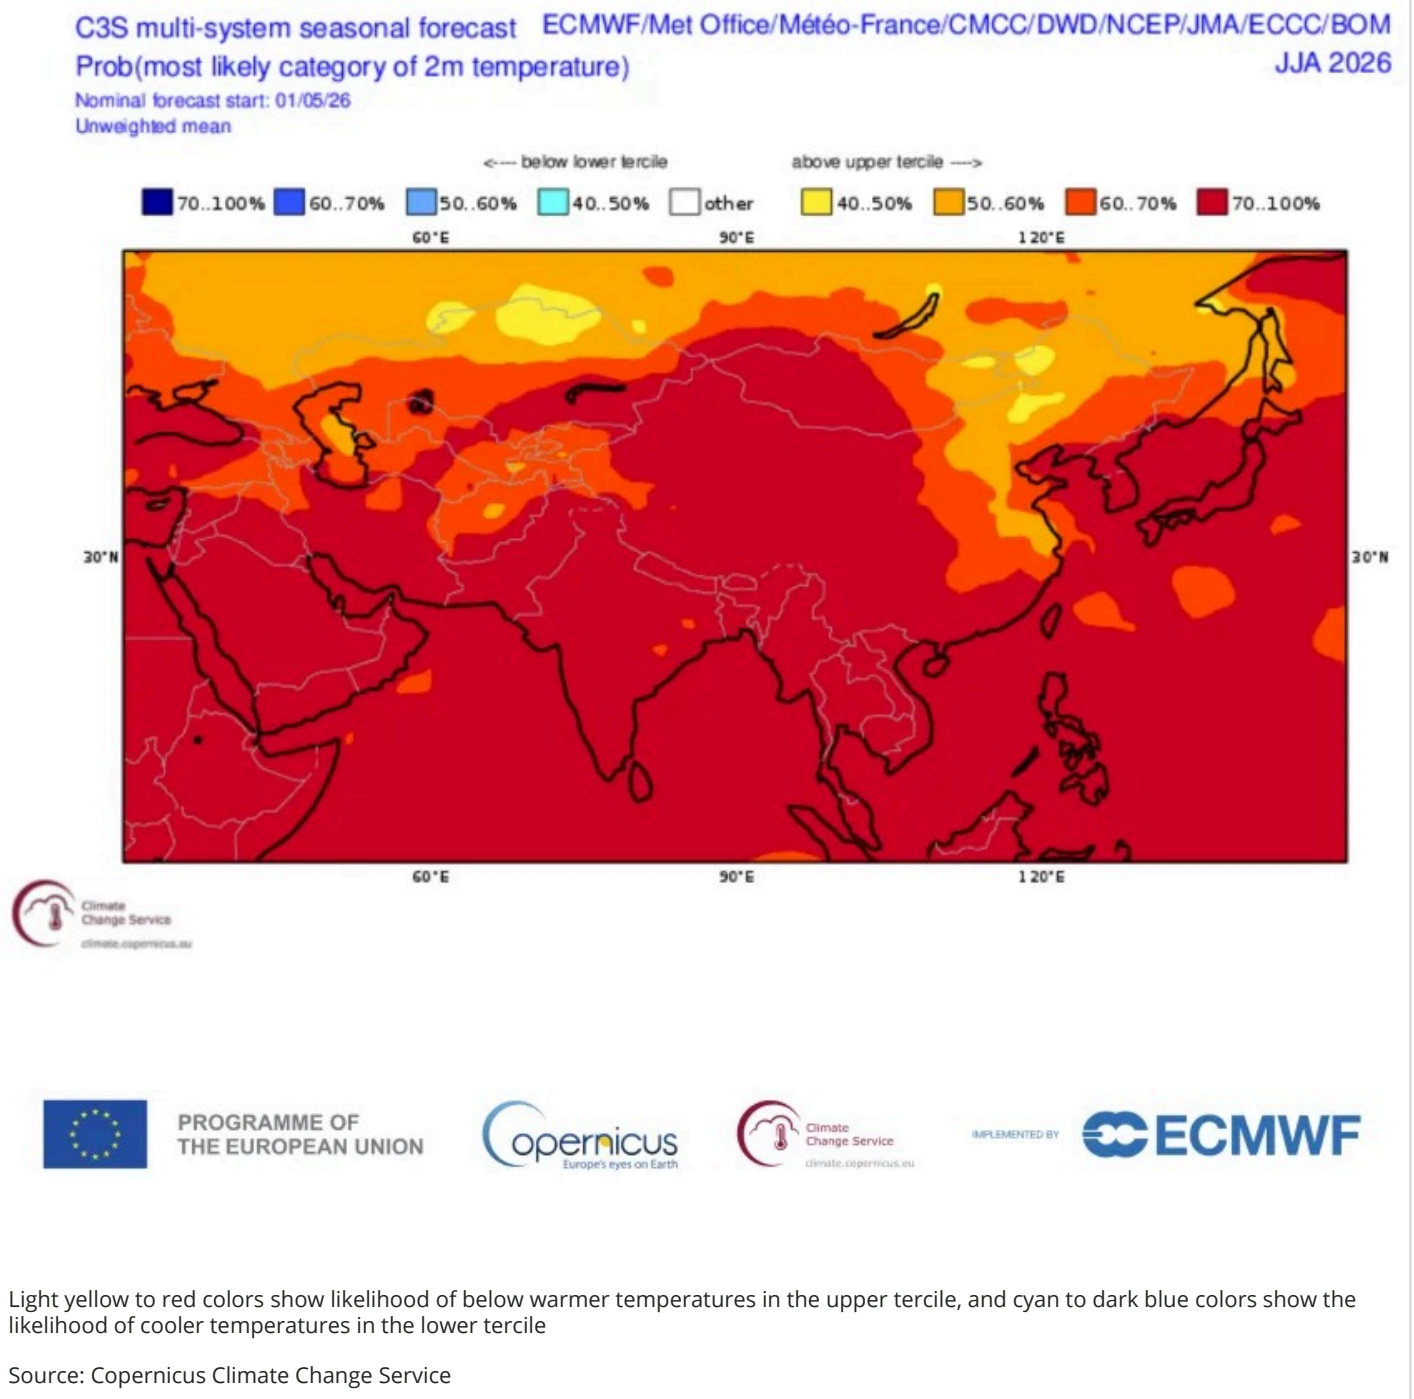 C3S multi-system seasonal forecast ECMWF/Met Office/Météo-France/CMCC/DWD/NCEP/JMA/ECCC/BOM
Prob(most likely category of 2m temperature) JJA 2026
Nominal forecast start: 01/05/26
Unweighted mean
<---- below lower tercile above upper tercile ---->
70..100% 60..70% 50..60% 40..50% other 40..50% 50..60% 60..70% 70..100%
60°E 90°E 120°E
30°N 30°N
60°E 90°E 120°E
Climate
Change Service
climate.copernicus.eu
PROGRAMME OF
THE EUROPEAN UNION
opernicus
Europe's eyes on Earth
Climate
Change Service
climate.copernicus.eu
IMPLEMENTED BY
ECMWF
Light yellow to red colors show likelihood of below warmer temperatures in the upper tercile, and cyan to dark blue colors show the
likelihood of cooler temperatures in the lower tercile
Source: Copernicus Climate Change Service